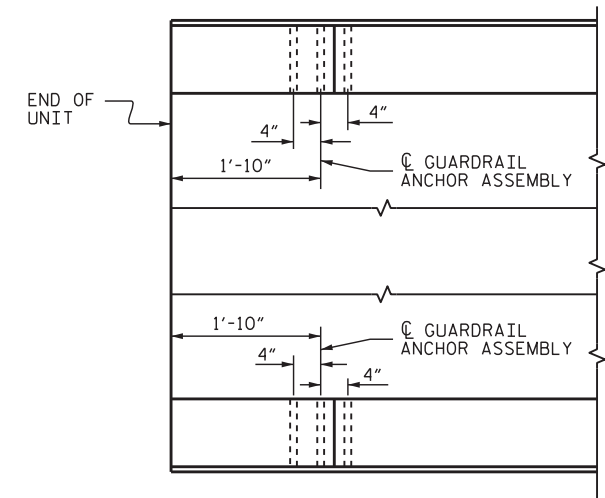 END OF
UNIT
4"
4"
1'-10"
℄ GUARDRAIL
ANCHOR ASSEMBLY
1'-10"
℄ GUARDRAIL
ANCHOR ASSEMBLY
4"
4"